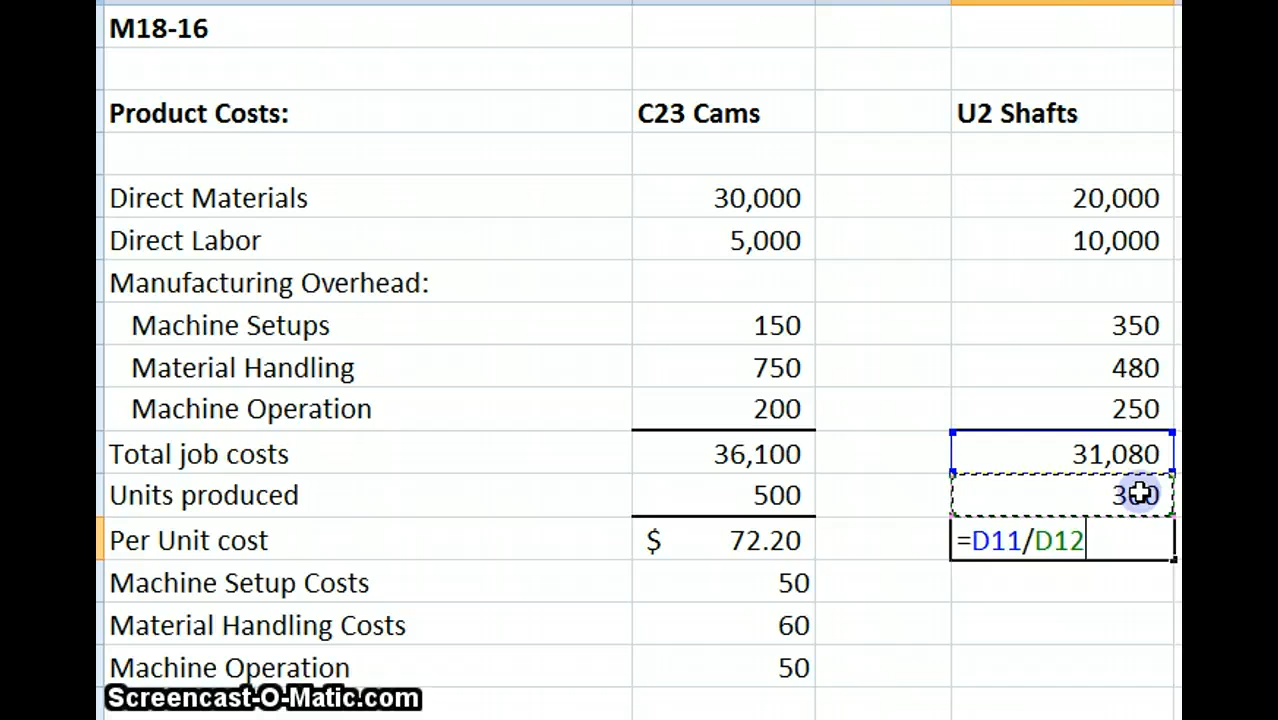 M18-16
Product Costs: C23 Cams U2 Shafts
Direct Materials 30,000 20,000
Direct Labor 5,000 10,000
Manufacturing Overhead:
Machine Setups 150 350
Material Handling 750 480
Machine Operation 200 250
Total job costs 36,100 31,080
Units produced 500
Per Unit cost $ 72.20 =D11/D12
Machine Setup Costs 50
Material Handling Costs 60
Machine Operation 50
Screencast-O-Matic.com